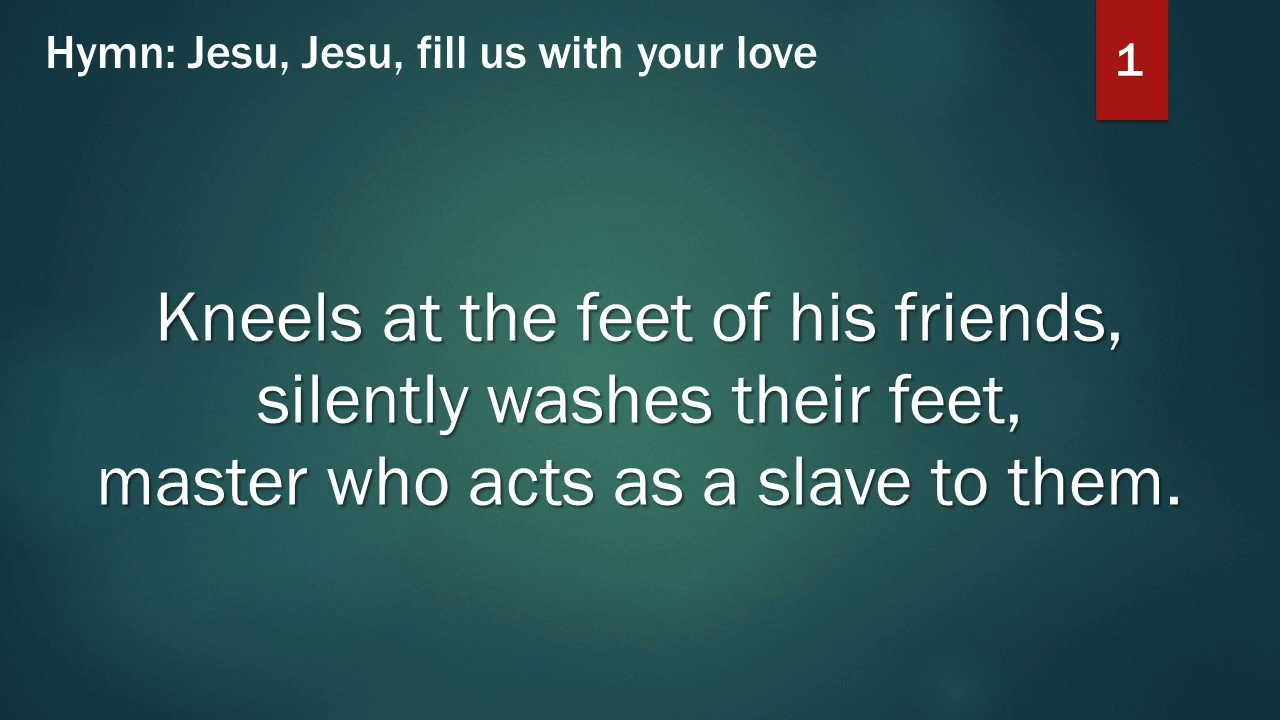 Hymn: Jesu, Jesu, fill us with your love
1
Kneels at the feet of his friends,
silently washes their feet,
master who acts as a slave to them.